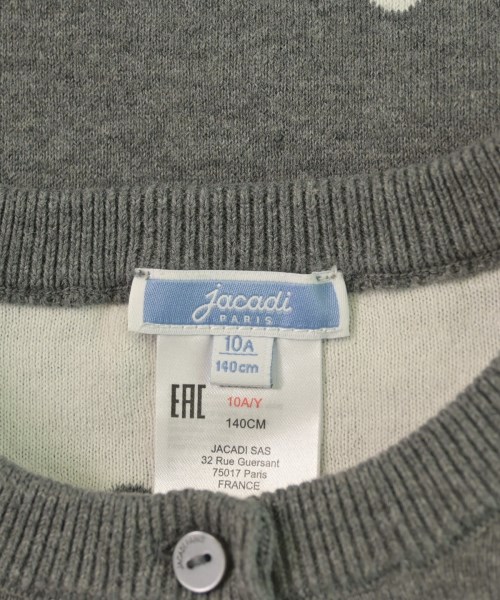 jacadi
PARIS
10A
140cm
EAC
10A/Y
140CM
JACADI SAS
32 Rue Guersant
75017 Paris
FRANCE